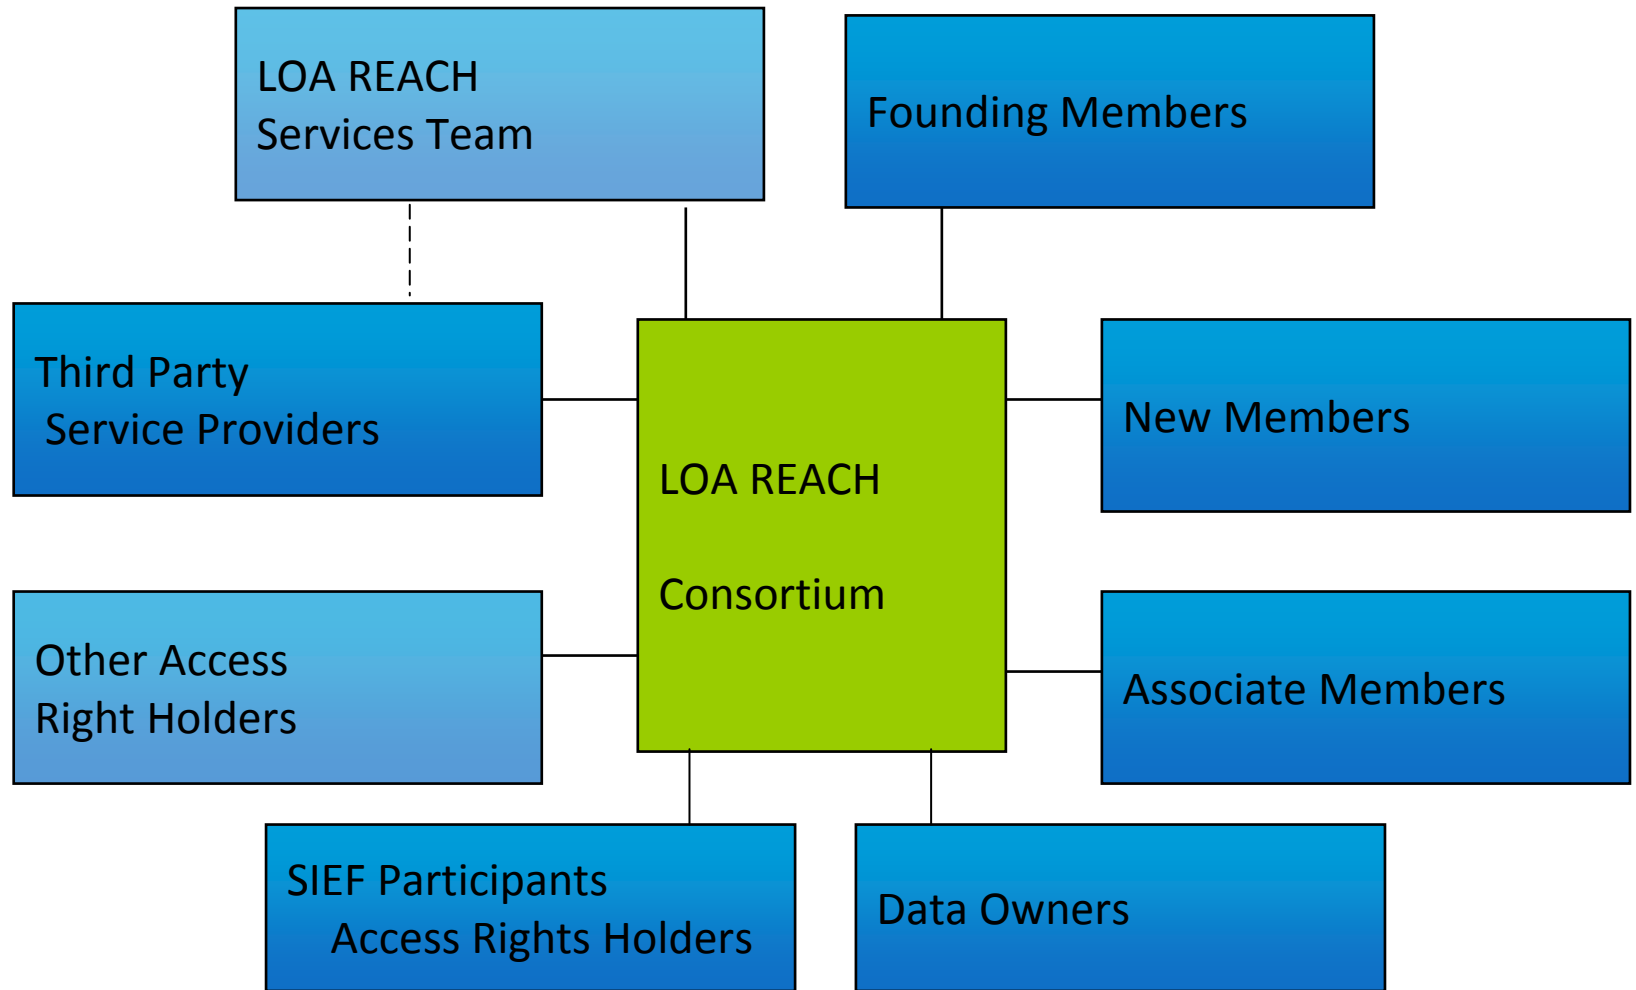 LOA REACH
Services Team
Founding Members
Third Party
Service Providers
LOA REACH
Consortium
New Members
Other Access
Right Holders
Associate Members
SIEF Participants
Access Rights Holders
Data Owners